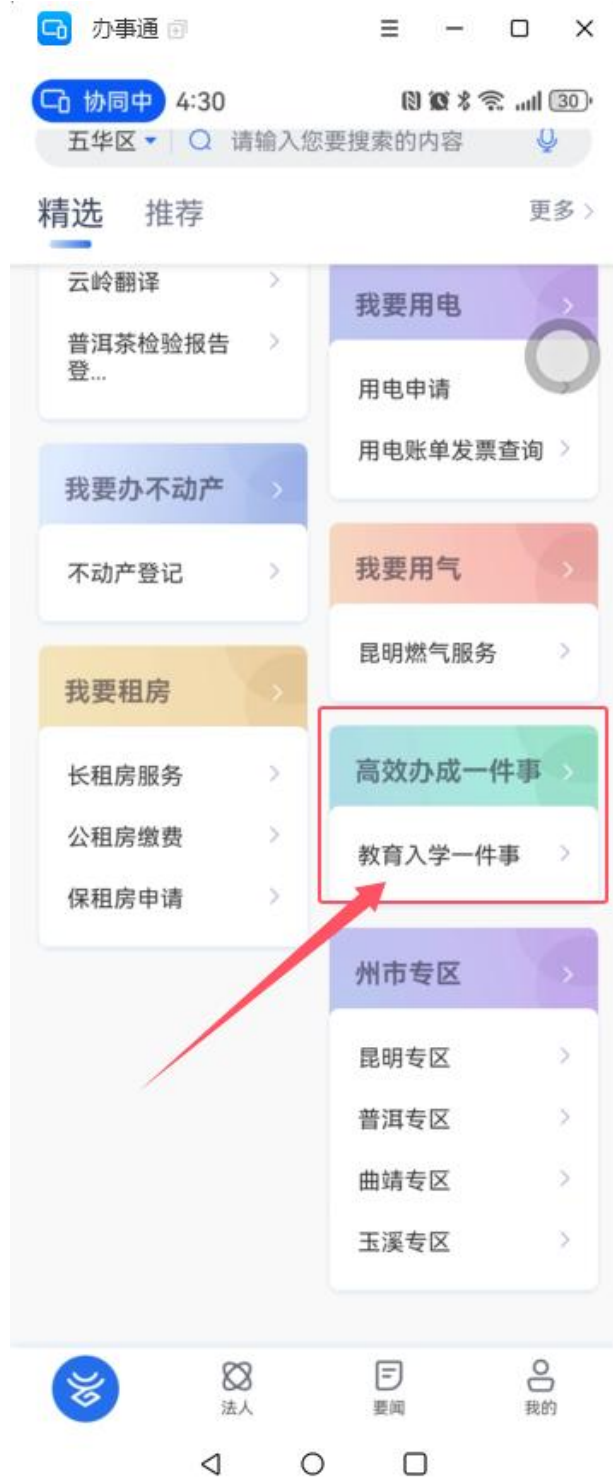 办事通
协同中 4:30 30
五华区 请输入您要搜索的内容
精选 推荐 更多
云岭翻译
普洱茶检验报告
登...
我要办不动产
不动产登记
我要租房
长租房服务
公租房缴费
保租房申请
我要用电
用电申请
用电账单发票查询
我要用气
昆明燃气服务
高效办成一件事
教育入学一件事
州市专区
昆明专区
普洱专区
曲靖专区
玉溪专区
法人 要闻 我的